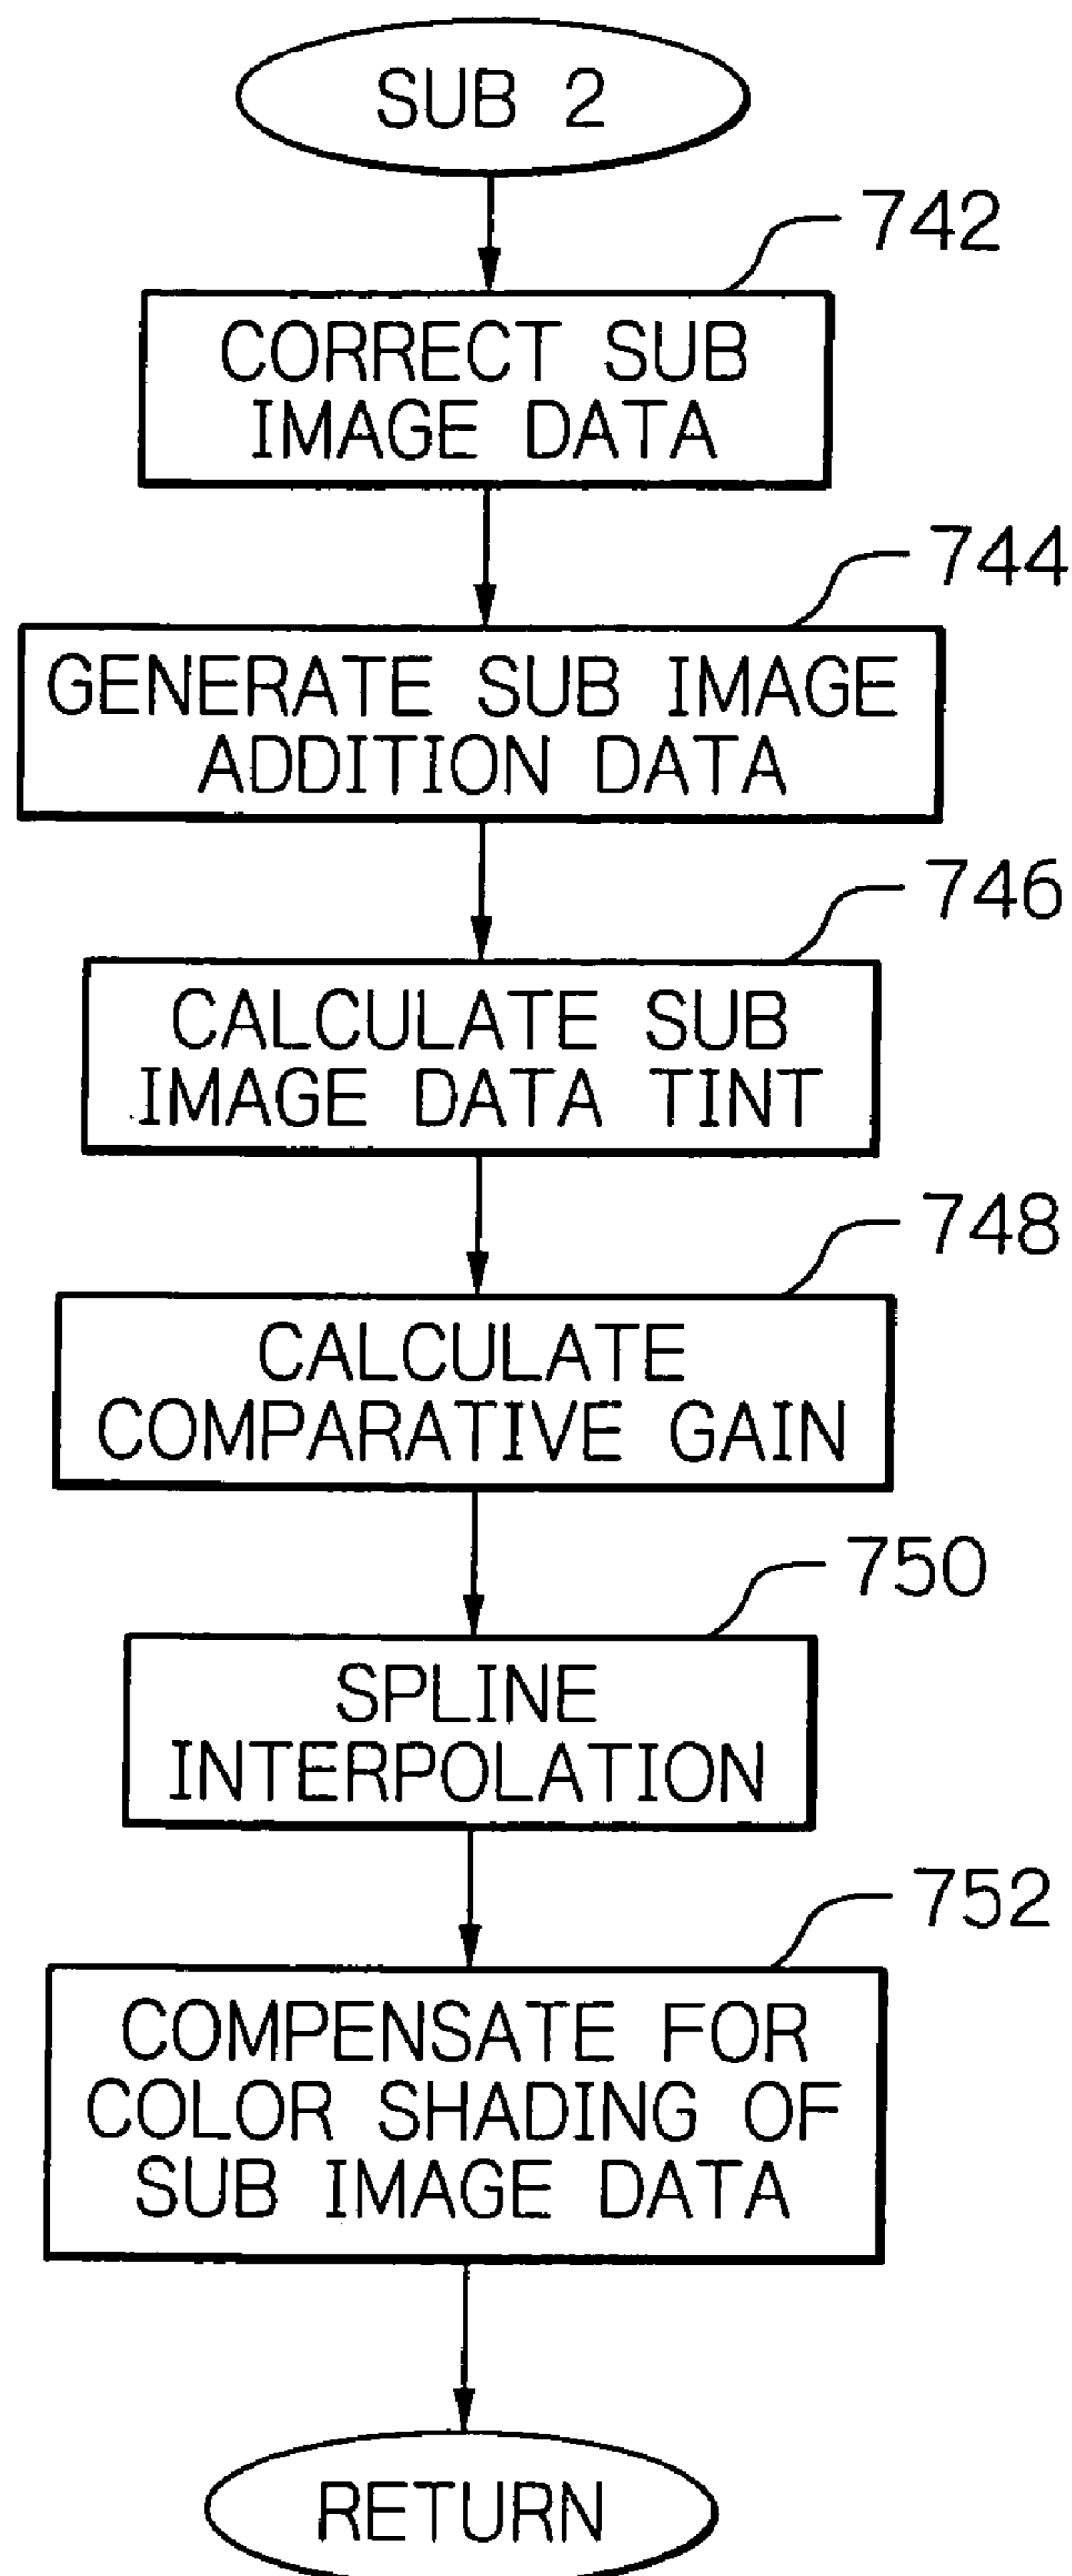 SUB 2
742
CORRECT SUB
IMAGE DATA
744
GENERATE SUB IMAGE
ADDITION DATA
746
CALCULATE SUB
IMAGE DATA TINT
748
CALCULATE
COMPARATIVE GAIN
750
SPLINE
INTERPOLATION
752
COMPENSATE FOR
COLOR SHADING OF
SUB IMAGE DATA
RETURN